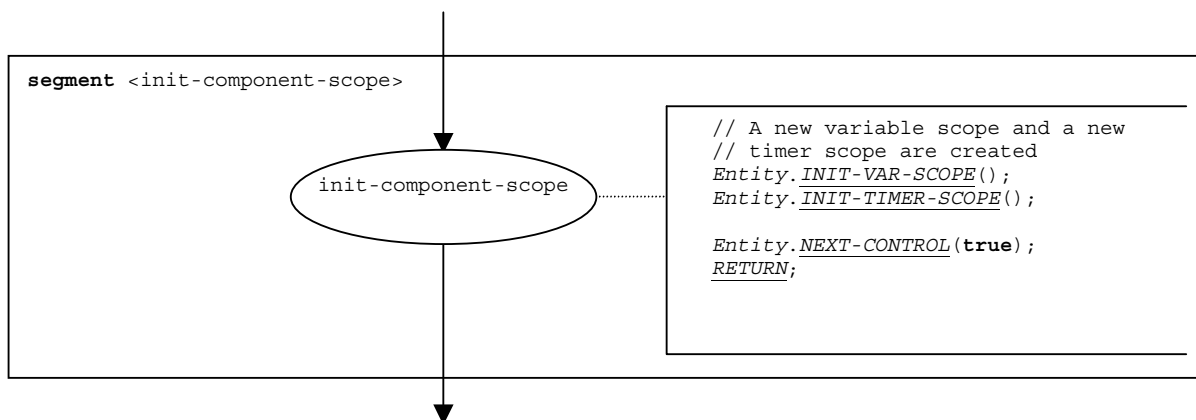 segment <init-component-scope>
init-component-scope
// A new variable scope and a new
// timer scope are created
Entity.INIT-VAR-SCOPE();
Entity.INIT-TIMER-SCOPE();
Entity.NEXT-CONTROL(true);
RETURN;